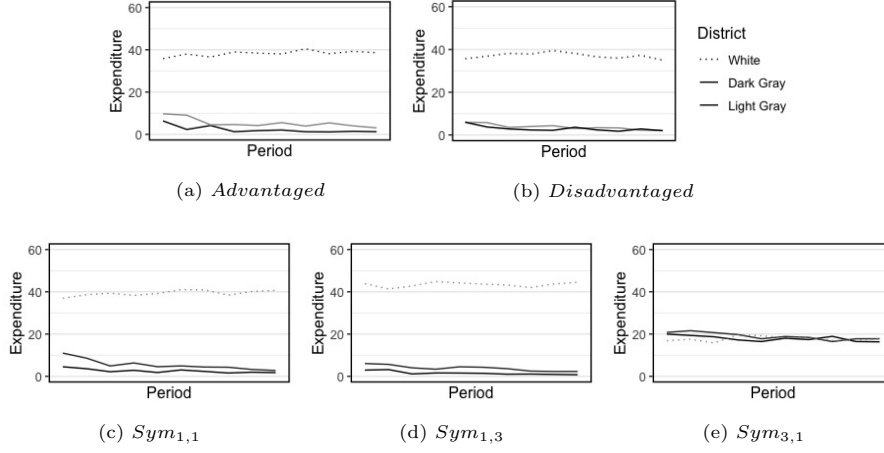 60
40
20
0
Expenditure
Period
(a) Advantaged
60
40
20
0
Expenditure
Period
(b) Disadvantaged
District
White
Dark Gray
Light Gray
60
40
20
0
Expenditure
Period
(c) Sym1,1
60
40
20
0
Expenditure
Period
(d) Sym1,3
60
40
20
0
Expenditure
Period
(e) Sym3,1